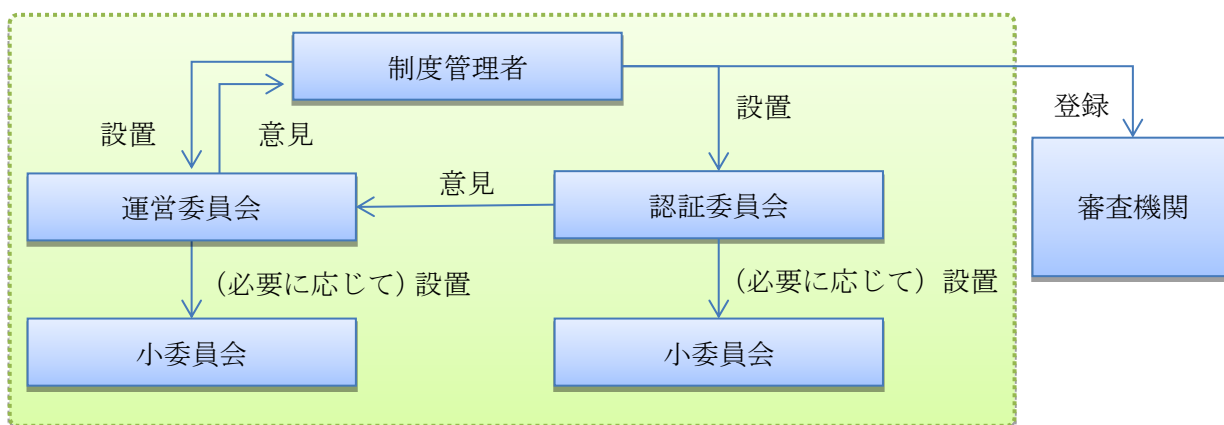 制度管理者
設置
意見
設置
登録
運営委員会
意見
認証委員会
審査機関
(必要に応じて) 設置
(必要に応じて) 設置
小委員会
小委員会